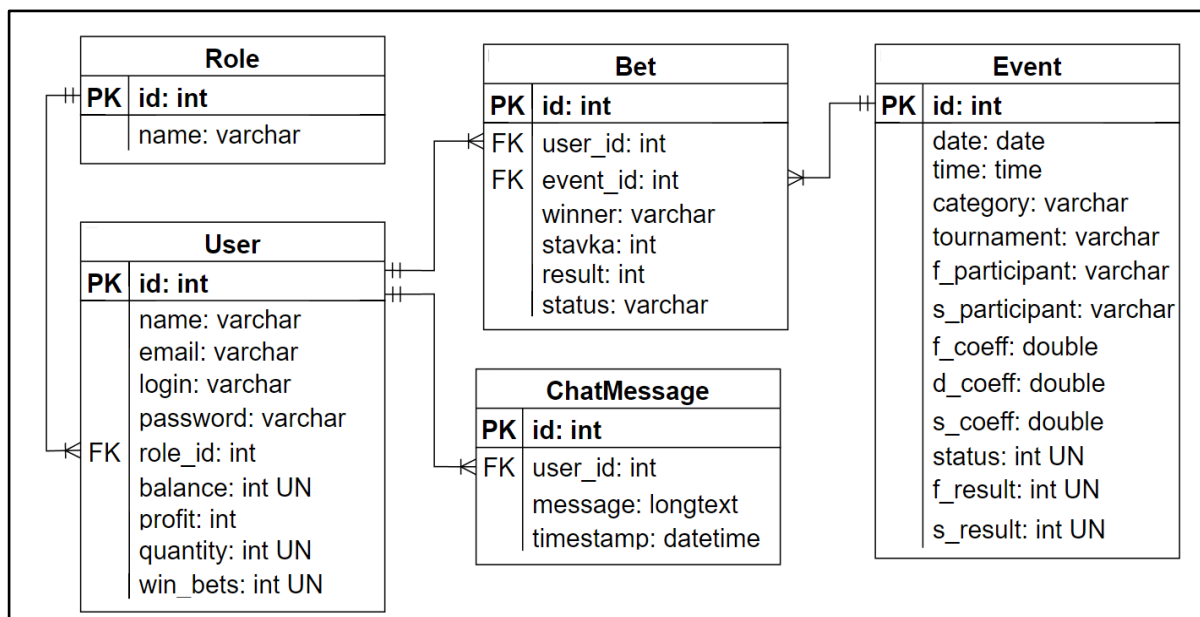 Role
PK id: int
name: varchar
User
PK id: int
name: varchar
email: varchar
login: varchar
password: varchar
FK role_id: int
balance: int UN
profit: int
quantity: int UN
win_bets: int UN
Bet
PK id: int
FK user_id: int
FK event_id: int
winner: varchar
stavka: int
result: int
status: varchar
ChatMessage
PK id: int
FK user_id: int
message: longtext
timestamp: datetime
Event
PK id: int
date: date
time: time
category: varchar
tournament: varchar
f_participant: varchar
s_participant: varchar
f_coeff: double
d_coeff: double
s_coeff: double
status: int UN
f_result: int UN
s_result: int UN